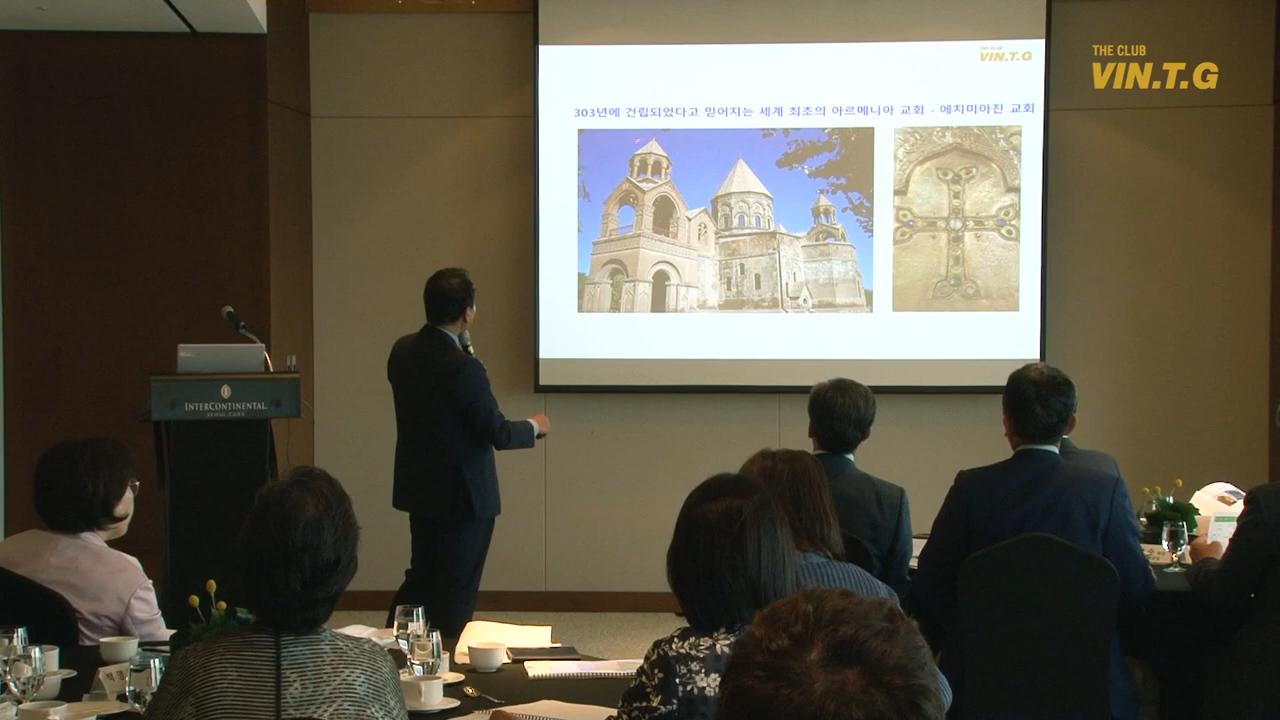 THE CLUB
VIN.T.G
THE CLUB
VIN.T.G
303년에 건립되었다고 믿어지는 세계 최초의 아르메니아 교회 - 에치미아진 교회
INTERCONTINENTAL
SEOUL COEX